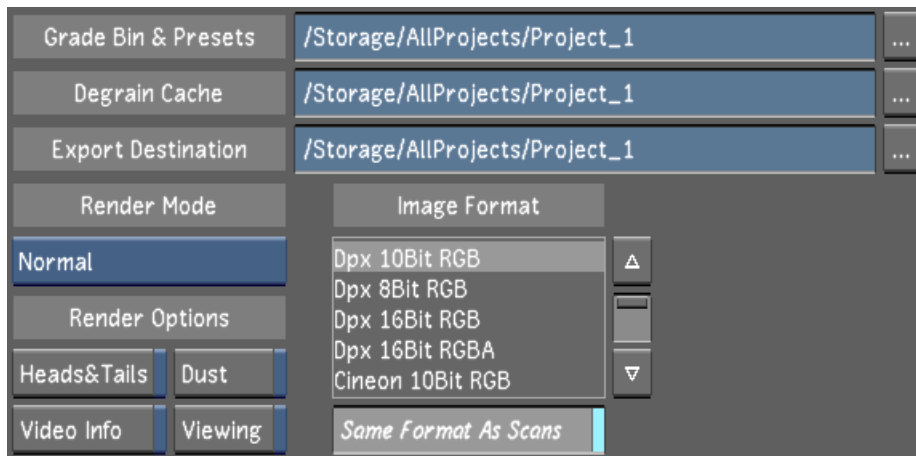 Grade Bin & Presets /Storage/AllProjects/Project_1 ...
Degrain Cache /Storage/AllProjects/Project_1 ...
Export Destination /Storage/AllProjects/Project_1 ...
Render Mode Image Format
Normal
Dpx 10Bit RGB
Dpx 8Bit RGB
Render Options
Dpx 16Bit RGB
Dpx 16Bit RGBA
Heads&Tails Dust
Cineon 10Bit RGB
Video Info Viewing Same Format As Scans